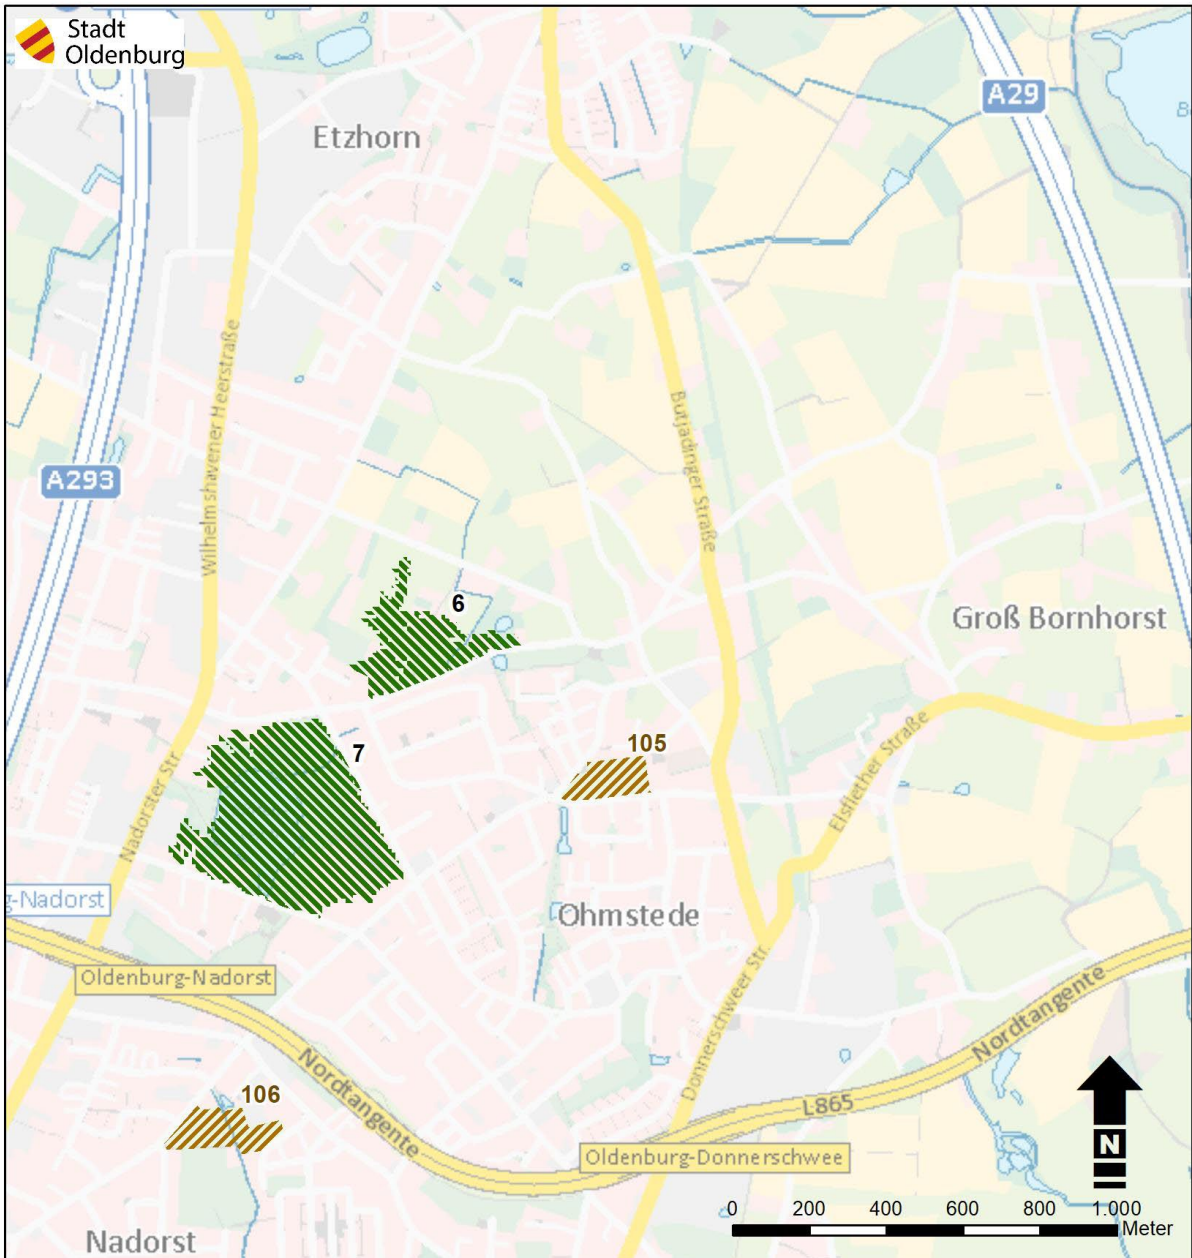 Stadt
Oldenburg
A29
Etzhorn
Wilhelmshavener Heerstraße
Butjadinger Straße
A293
6
Groß Bornhorst
7
105
Nadorster Str.
Elsflether Straße
g-Nadorst
Ohmstede
Oldenburg-Nadorst
Donnerschweer Str.
Nordtangente
Nordtangente
106
L865
Oldenburg-Donnerschwee
N
Nadorst
0 200 400 600 800 1.000
Meter